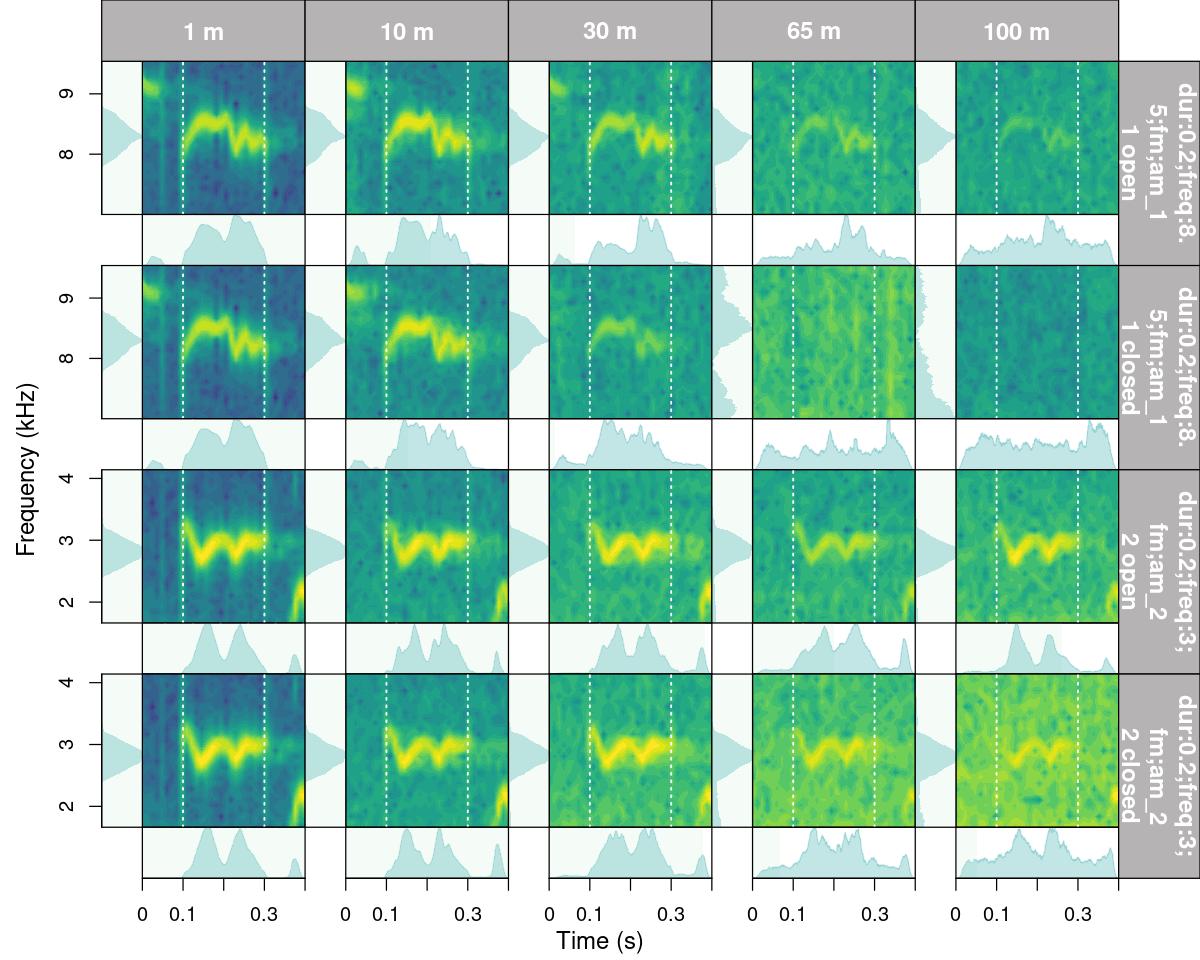 1 m
10 m
30 m
65 m
100 m
Frequency (kHz)
9
8
dur:0.2;freq:8.
5;fm;am_1
1 open
9
8
dur:0.2;freq:8.
5;fm;am_1
1 closed
4
3
2
dur:0.2;freq:3;
fm;am_2
2 open
4
3
2
dur:0.2;freq:3;
fm;am_2
2 closed
0 0.1 0.3 0 0.1 0.3 0 0.1 0.3 0 0.1 0.3 0 0.1 0.3
Time (s)